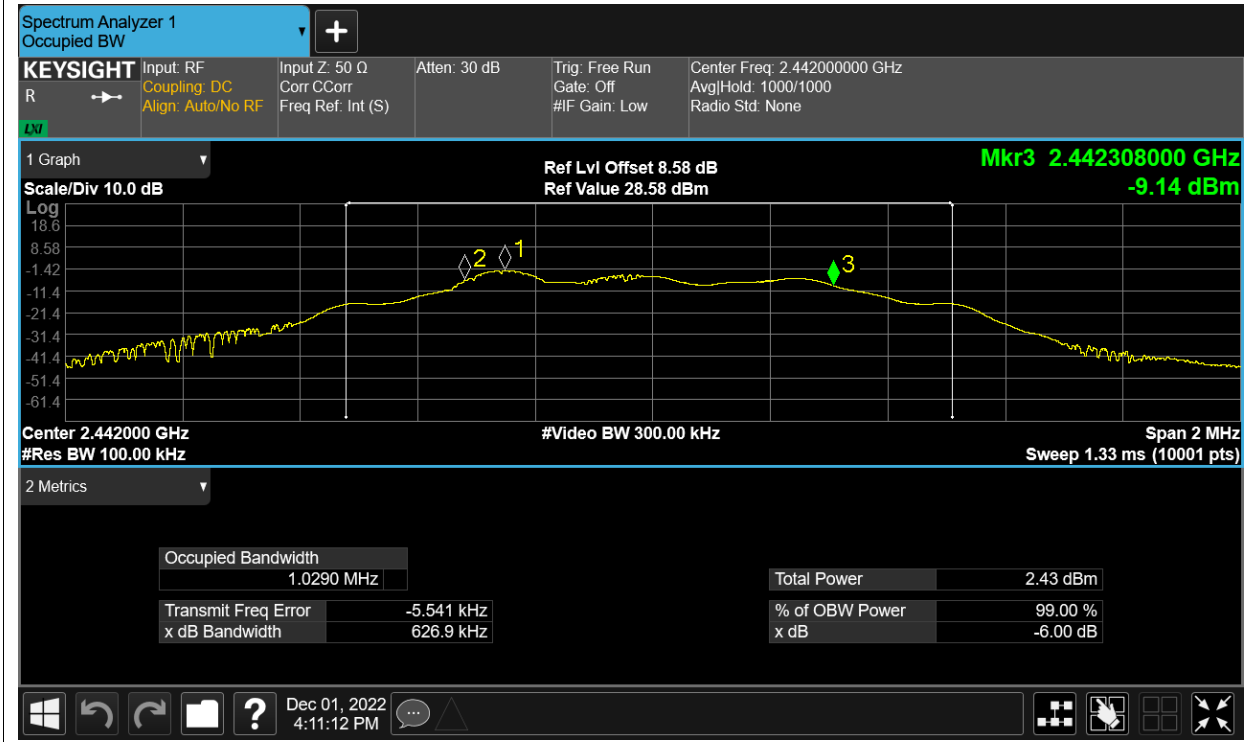 Spectrum Analyzer 1
Occupied BW
KEYSIGHT Input: RF Input Z: 50 Ω Atten: 30 dB Trig: Free Run Center Freq: 2.442000000 GHz
R Coupling: DC Corr CCorr Gate: Off Avg|Hold: 1000/1000
Align: Auto/No RF Freq Ref: Int (S) #IF Gain: Low Radio Std: None
LXI
1 Graph Ref Lvl Offset 8.58 dB Mkr3 2.442308000 GHz
Scale/Div 10.0 dB Ref Value 28.58 dBm -9.14 dBm
Log
18.6
8.58
2 1
-1.42 3
-11.4
-21.4
-31.4
-41.4
-51.4
-61.4
Center 2.442000 GHz #Video BW 300.00 kHz Span 2 MHz
#Res BW 100.00 kHz Sweep 1.33 ms (10001 pts)
2 Metrics
Occupied Bandwidth
1.0290 MHz Total Power 2.43 dBm
Transmit Freq Error -5.541 kHz % of OBW Power 99.00 %
x dB Bandwidth 626.9 kHz x dB -6.00 dB
? Dec 01, 2022
4:11:12 PM